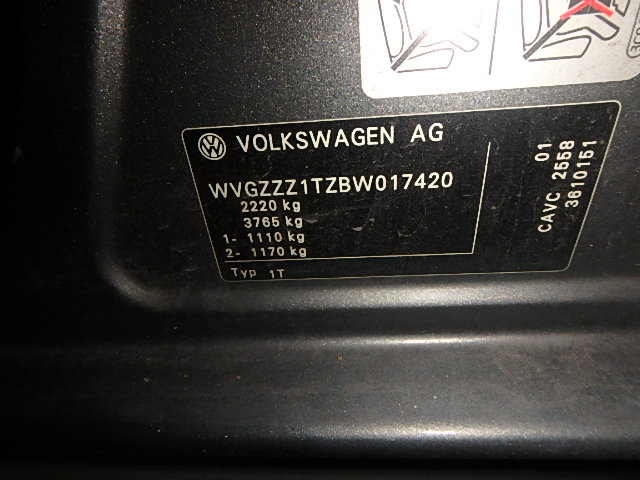 VOLKSWAGEN AG
WVGZZZ1TZBW017420
2220 kg
3765 kg
1- 1110 kg
2- 1170 kg
Typ 1T
01
CAVC 2558
3610151